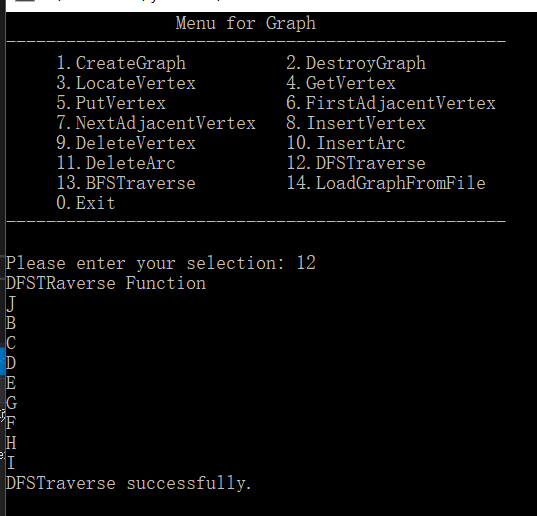 Menu for Graph
--------------------------------------------------
1.CreateGraph 2.DestroyGraph
3.LocateVertex 4.GetVertex
5.PutVertex 6.FirstAdjacentVertex
7.NextAdjacentVertex 8.InsertVertex
9.DeleteVertex 10.InsertArc
11.DeleteArc 12.DFSTraverse
13.BFSTraverse 14.LoadGraphFromFile
0.Exit
--------------------------------------------------
Please enter your selection: 12
DFSTRaverse Function
J
B
C
D
E
G
F
H
I
DFSTraverse successfully.